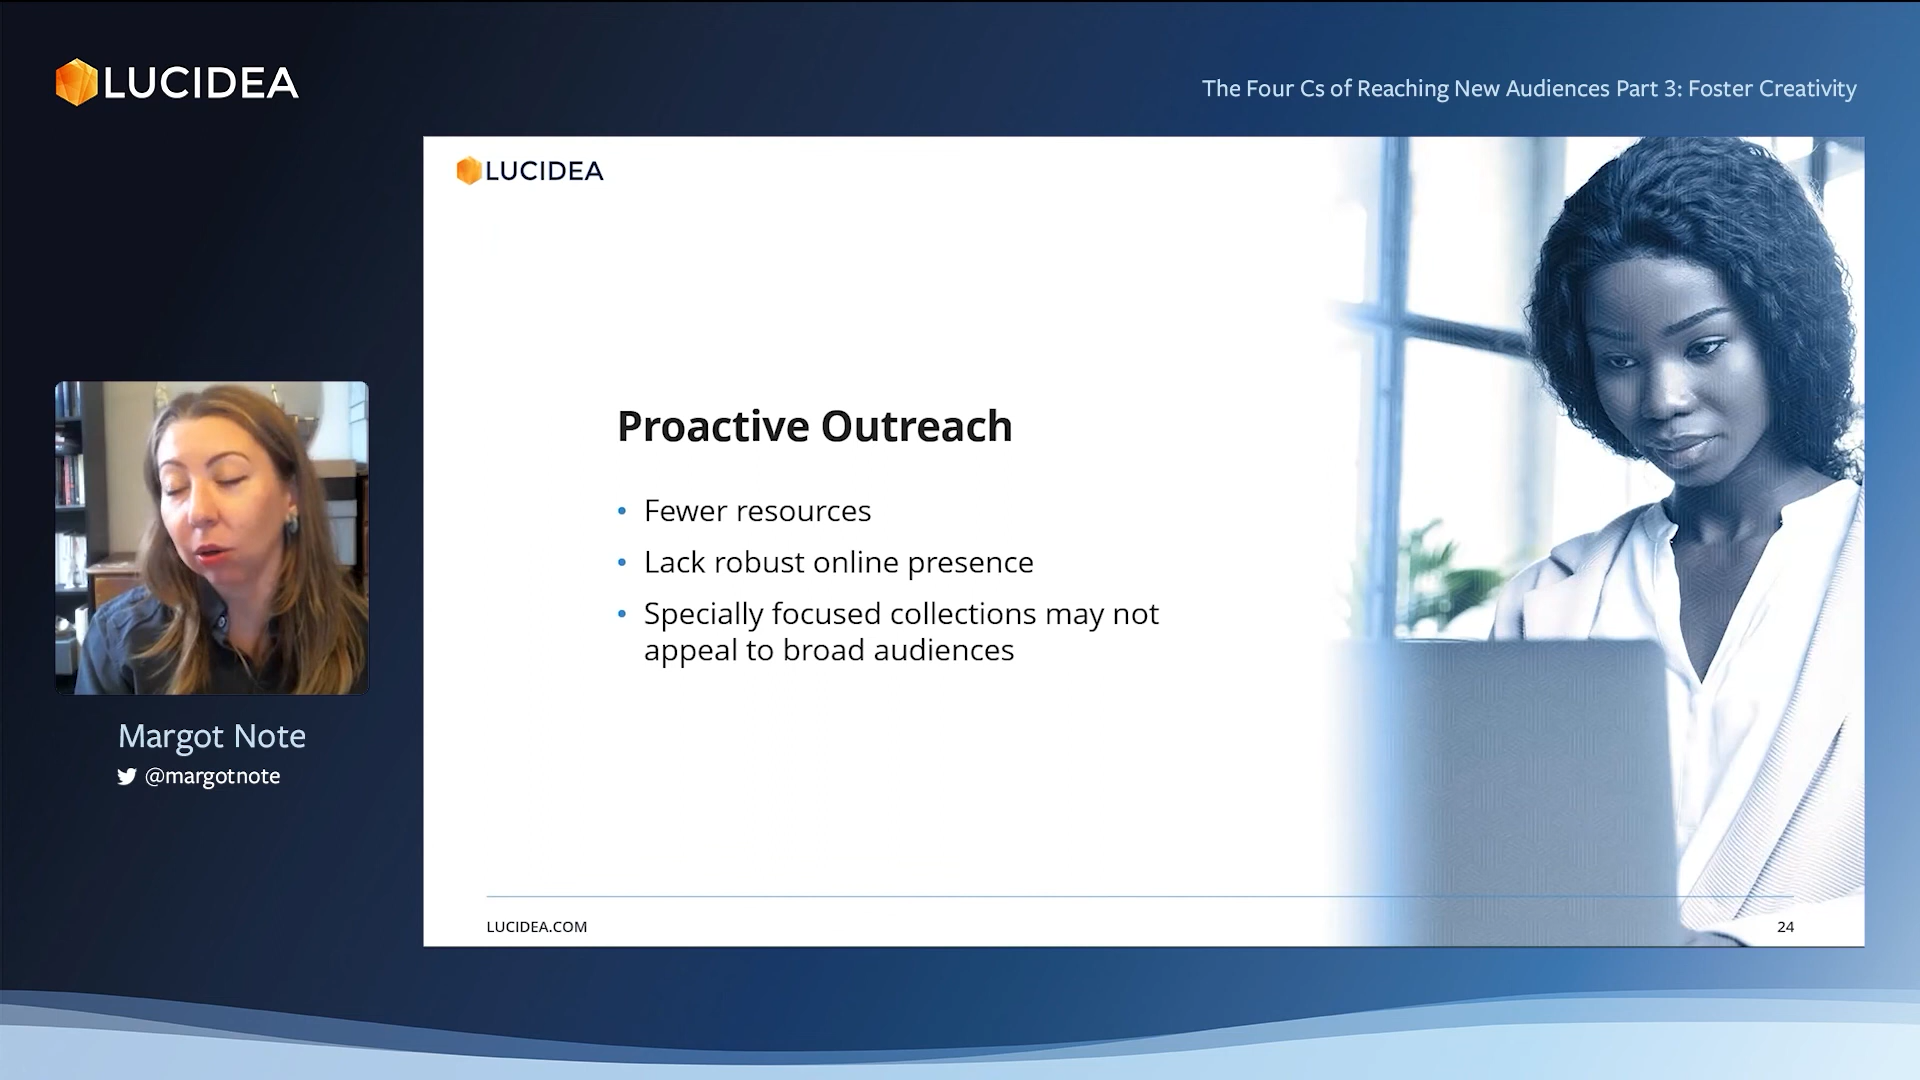 LUCIDEA
The Four Cs of Reaching New Audiences Part 3: Foster Creativity
LUCIDEA
Proactive Outreach
• Fewer resources
• Lack robust online presence
• Specially focused collections may not
appeal to broad audiences
Margot Note
@margotnote
LUCIDEA.COM
24